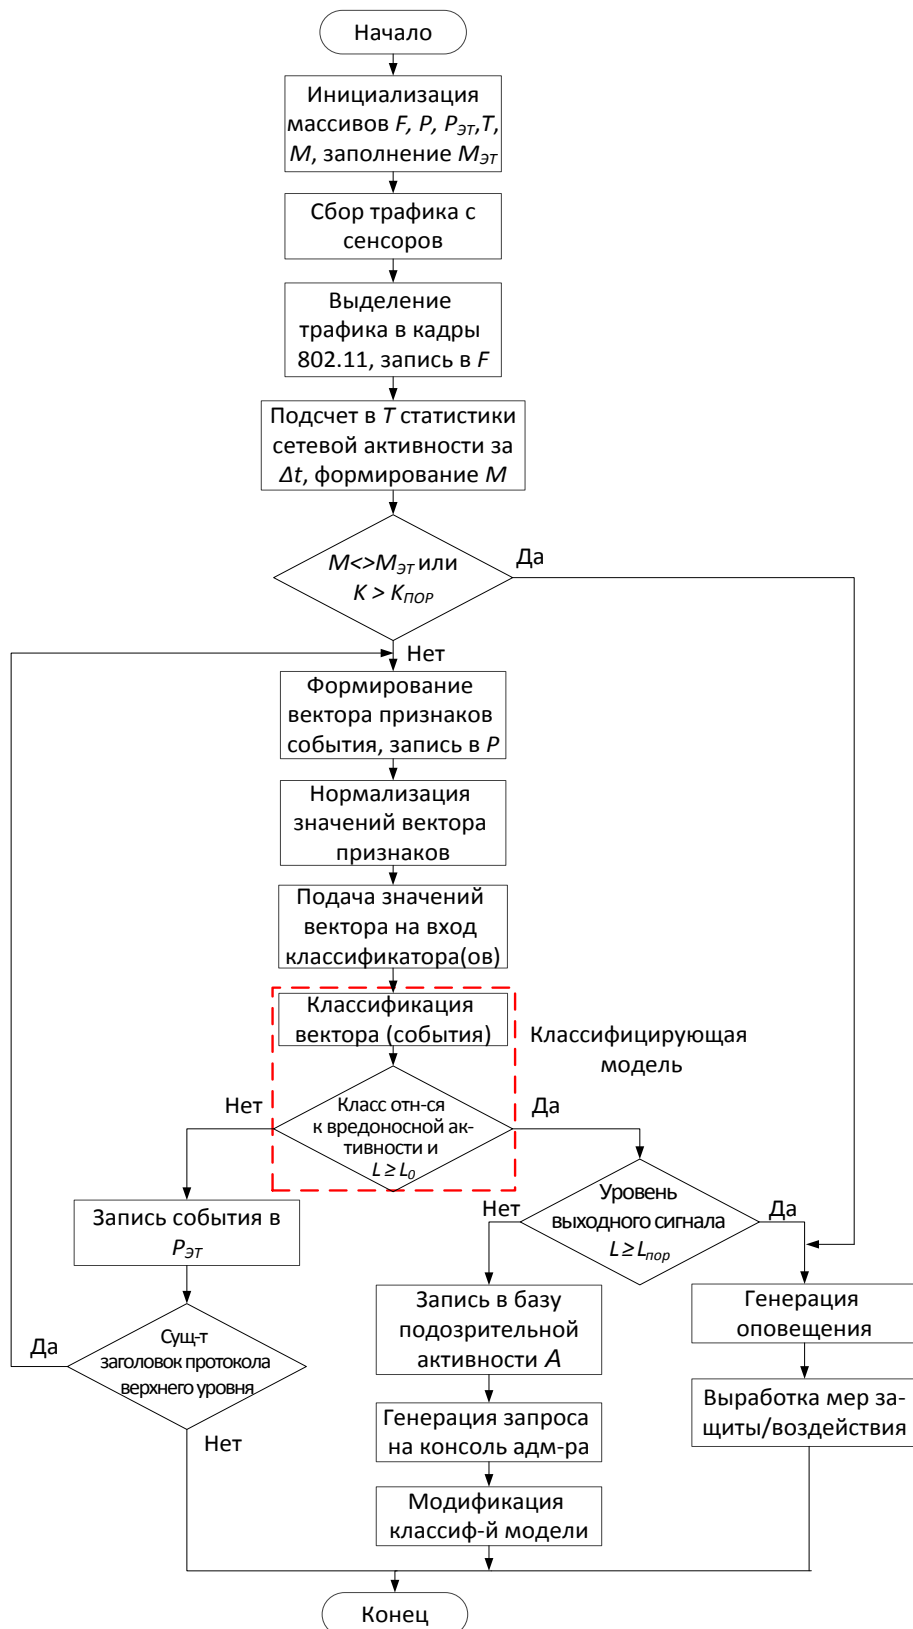 Начало
Инициализация
массивов F, P, PЭТ,T,
M, заполнение MЭТ
Сбор трафика с
сенсоров
Выделение
трафика в кадры
802.11, запись в F
Подсчет в T статистики
сетевой активности за
Δt, формирование M
M<>MЭТ или
K > KПОР
Да
Нет
Формирование
вектора признаков
события, запись в P
Нормализация
значений вектора
признаков
Подача значений
вектора на вход
классификатора(ов)
Классификация
вектора (события)
Классифицирующая
модель
Класс отн-ся
к вредоносной ак-
тивности и
L ≥ L0
Нет
Да
Запись события в
PЭТ
Уровень
выходного сигнала
L ≥ Lпор
Нет
Да
Сущ-т
заголовок протокола
верхнего уровня
Да
Нет
Запись в базу
подозрительной
активности A
Генерация запроса
на консоль адм-ра
Модификация
классиф-й модели
Генерация
оповещения
Выработка мер за-
щиты/воздействия
Конец